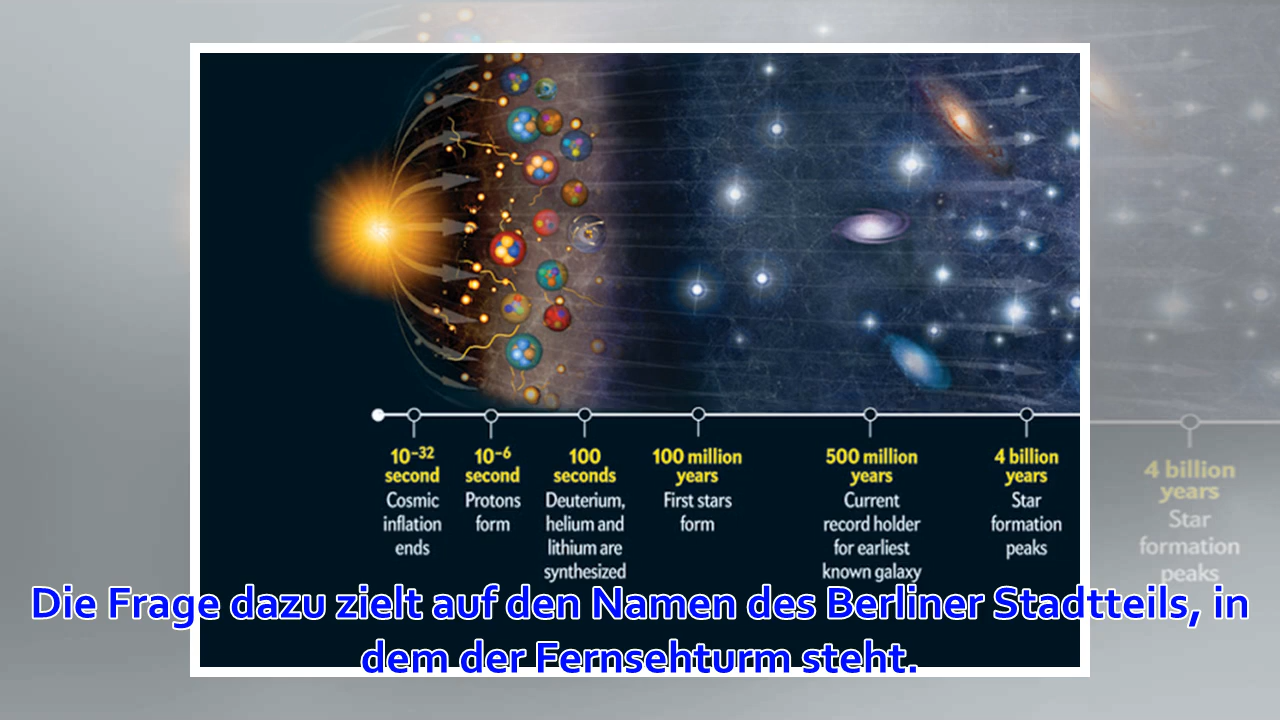 10⁻³² second
Cosmic inflation ends
10⁻⁶ second
Protons form
100 seconds
Deuterium, helium and lithium are synthesized
100 million years
First stars form
500 million years
Current record holder for earliest known galaxy
4 billion years
Star formation peaks
4 billion years
Star formation peaks
Die Frage dazu zielt auf den Namen des Berliner Stadtteils, in
dem der Fernsehturm steht.